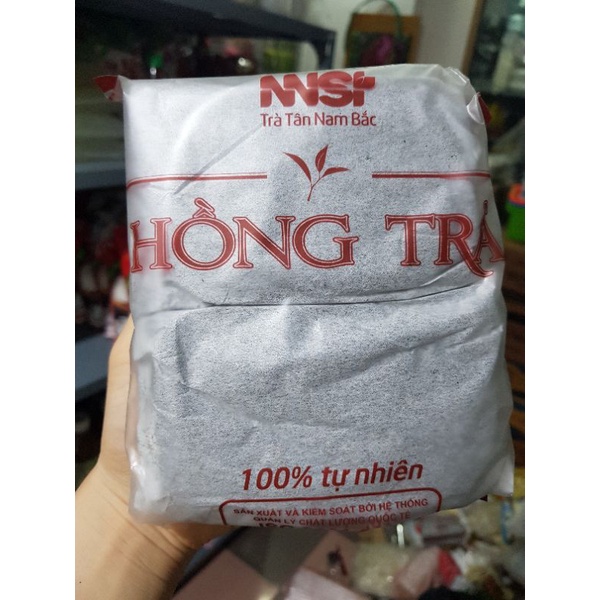 NNSt
Trà Tân Nam Bắc
HỒNG TRÀ
100% tự nhiên
SẢN XUẤT VÀ KIỂM SOÁT BỞI HỆ THỐNG
QUẢN LÝ CHẤT LƯỢNG QUỐC TẾ